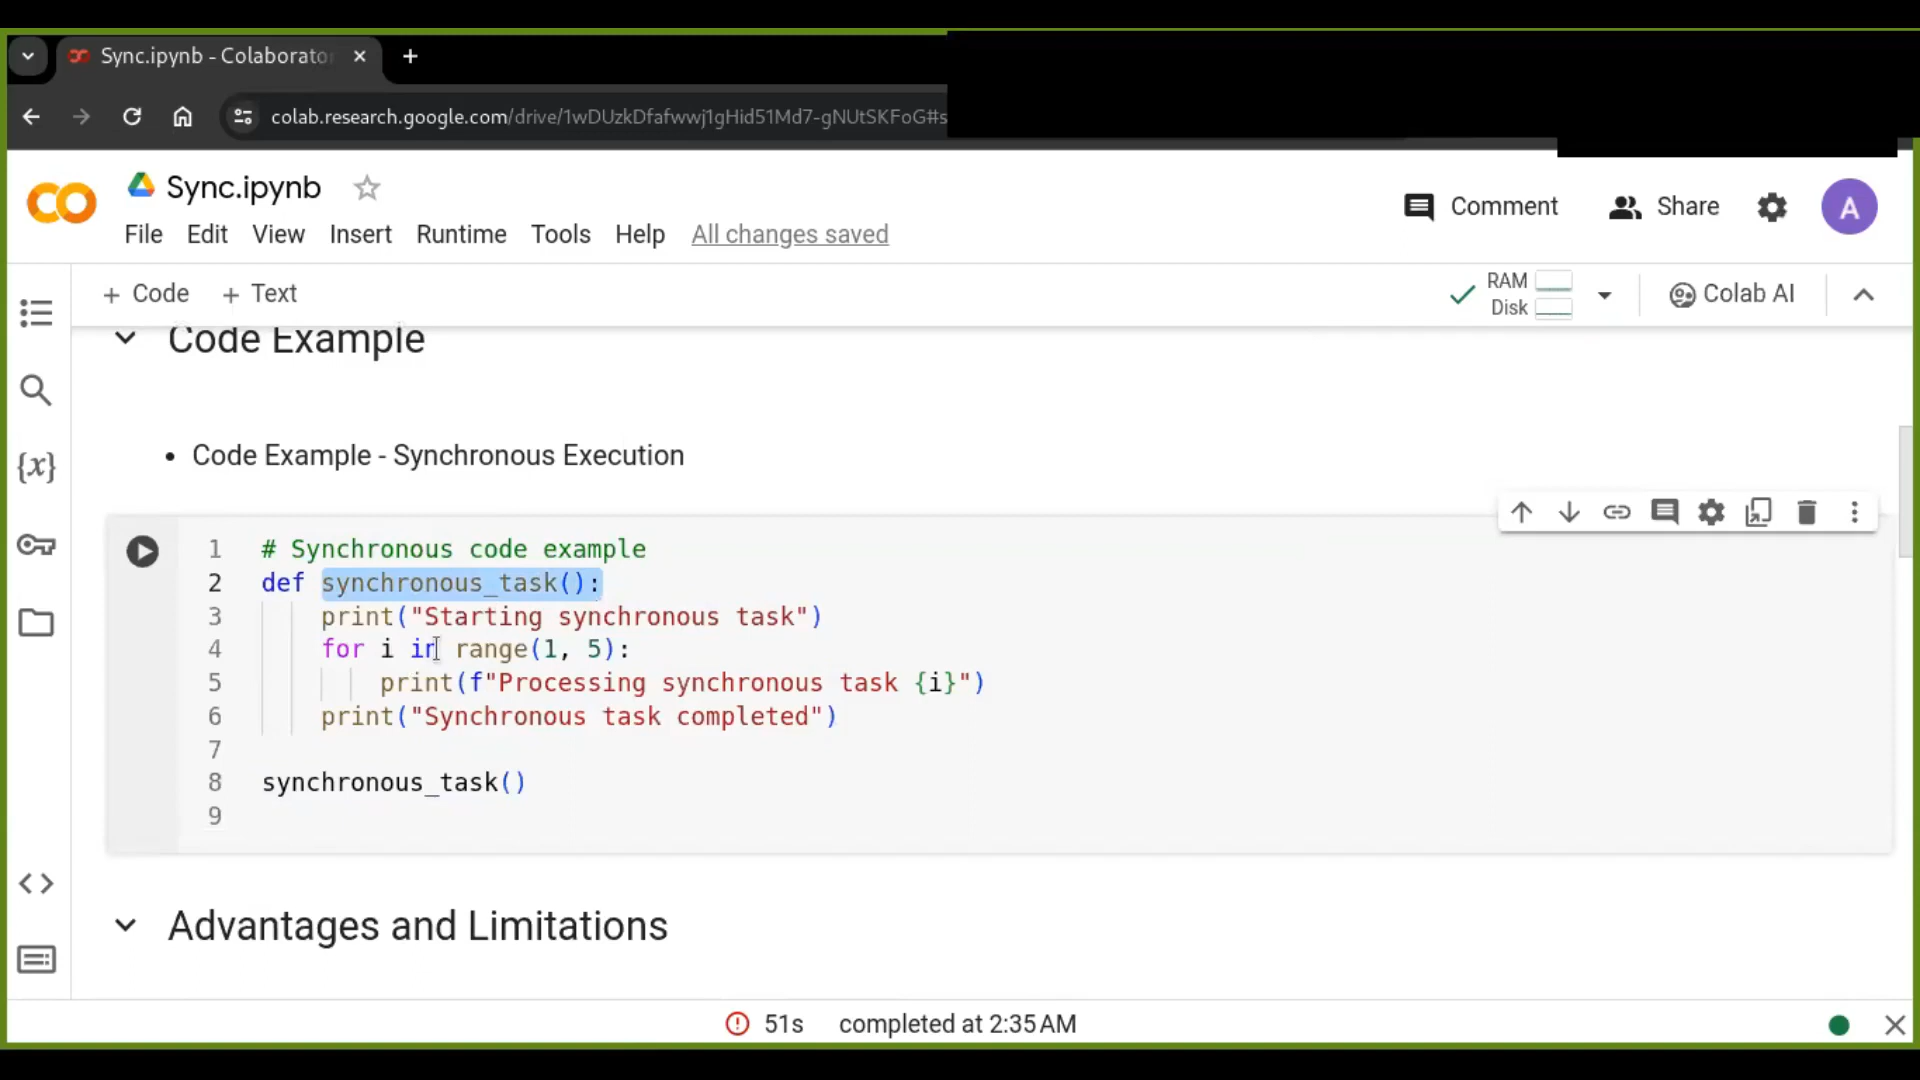 Sync.ipynb - Colaborato
colab.research.google.com/drive/1wDUzkDfafwwj1gHid51Md7-gNUtSKFoG#s
Sync.ipynb
Comment
Share
A
File Edit View Insert Runtime Tools Help All changes saved
+ Code + Text
RAM
Disk
Colab AI
Code Example
• Code Example - Synchronous Execution
1 # Synchronous code example
2 def synchronous_task():
3 print("Starting synchronous task")
4 for i in range(1, 5):
5 print(f"Processing synchronous task {i}")
6 print("Synchronous task completed")
7
8 synchronous_task()
9
Advantages and Limitations
51s completed at 2:35 AM